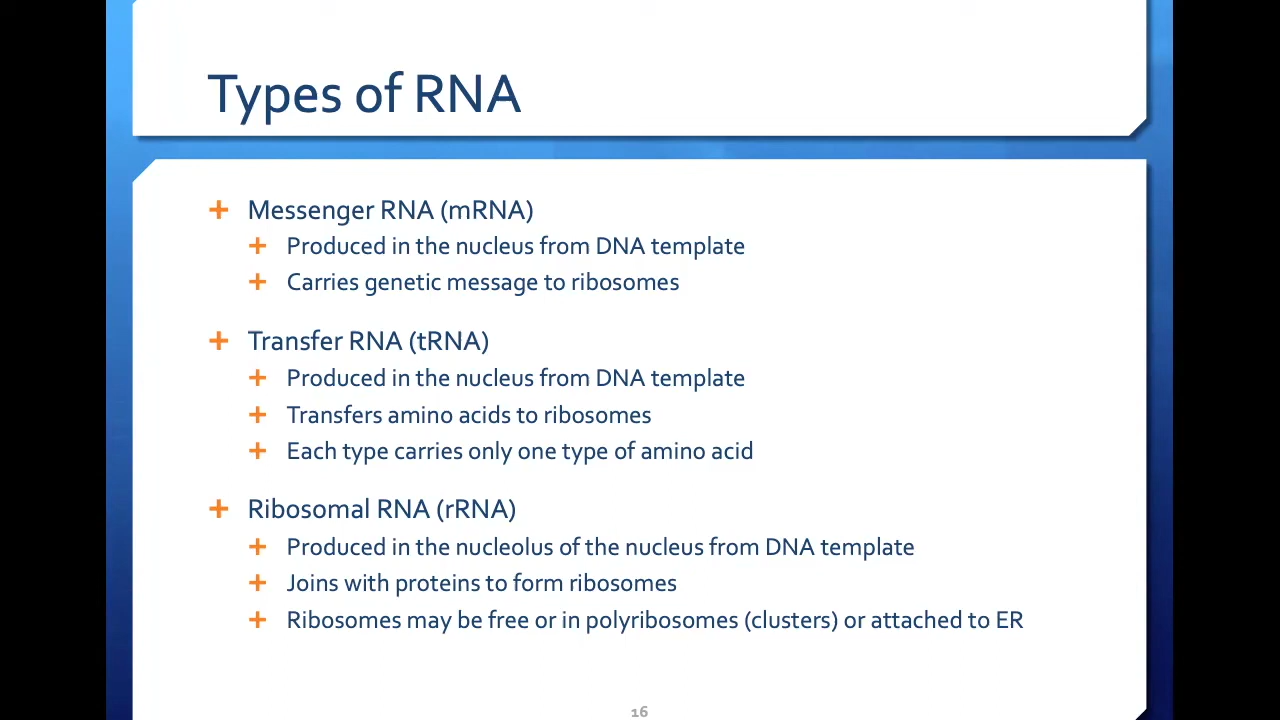 Types of RNA
Messenger RNA (mRNA)
Produced in the nucleus from DNA template
Carries genetic message to ribosomes
Transfer RNA (tRNA)
Produced in the nucleus from DNA template
Transfers amino acids to ribosomes
Each type carries only one type of amino acid
Ribosomal RNA (rRNA)
Produced in the nucleolus of the nucleus from DNA template
Joins with proteins to form ribosomes
Ribosomes may be free or in polyribosomes (clusters) or attached to ER
16